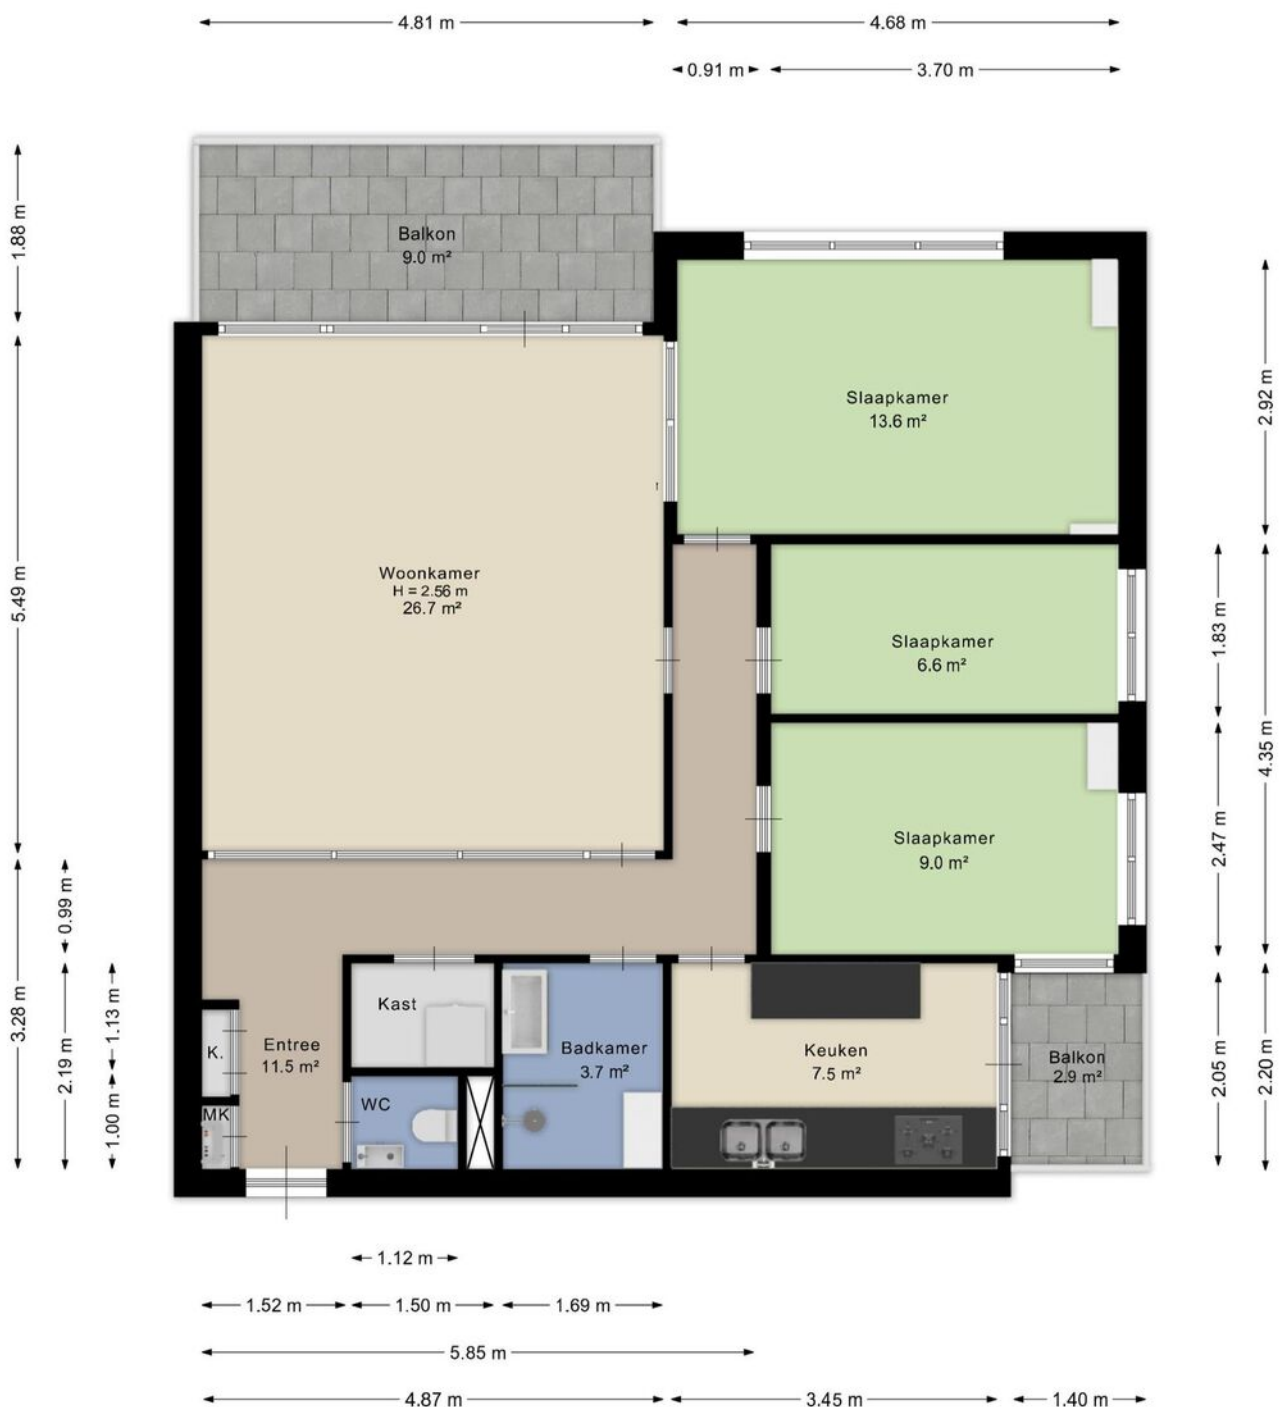 4.81 m
4.68 m
0.91 m
3.70 m
1.88 m
Balkon
9.0 m²
2.92 m
Slaapkamer
13.6 m²
5.49 m
Woonkamer
H = 2.56 m
26.7 m²
Slaapkamer
6.6 m²
1.83 m
4.35 m
Slaapkamer
9.0 m²
2.47 m
0.99 m
3.28 m
2.19 m
1.13 m
1.00 m
Kast
K.
Entree
11.5 m²
MK
WC
Badkamer
3.7 m²
Keuken
7.5 m²
Balkon
2.9 m²
2.05 m
2.20 m
1.12 m
1.52 m
1.50 m
1.69 m
5.85 m
4.87 m
3.45 m
1.40 m